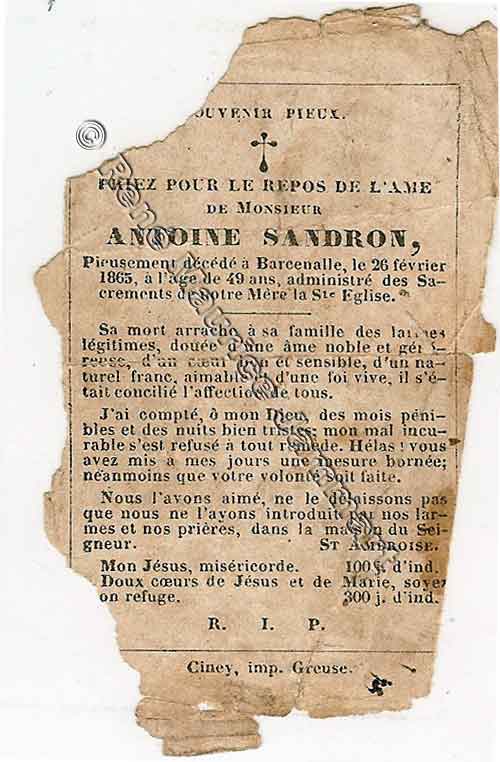 OUVENIR PIEUX.
PRIEZ POUR LE REPOS DE L'AME
DE MONSIEUR
ANTOINE SANDRON,
Pieusement décédé à Barcenalle, le 26 février
1865, à l'âge de 49 ans, administré des Sa-
crements de Notre Mère la Ste Eglise.
Sa mort arrache à sa famille des larmes
légitimes, douée d'une âme noble et géné-
reuse, d'un cœur bon et sensible, d'un na-
turel franc, aimable et d'une foi vive, il s'é-
tait concilié l'affection de tous.
J'ai compté, ô mon Dieu, des mois péni-
bles et des nuits bien tristes; mon mal incu-
rable s'est refusé à tout remède. Hélas! vous
avez mis à mes jours une mesure bornée;
néanmoins que votre volonté soit faite.
Nous l'avons aimé, ne le délaissons pas
que nous ne l'ayons introduit par nos lar-
mes et nos prières, dans la maison du Sei-
gneur. ST AMBROISE.
Mon Jésus, miséricorde. 100 j. d'ind.
Doux cœurs de Jésus et de Marie, soyez
on refuge. 300 j. d'ind.
R. I. P.
Ciney, imp. Greuse.